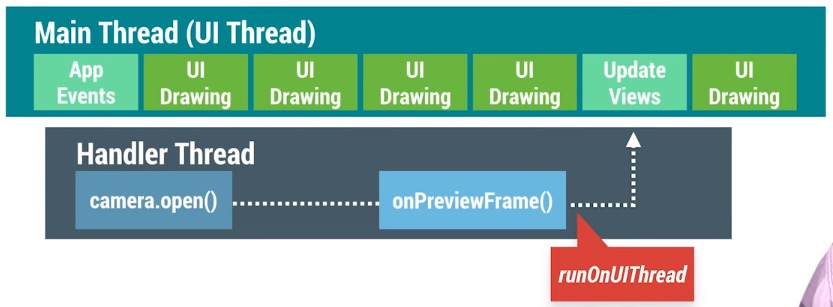 Main Thread (UI Thread)
App
Events
UI
Drawing
UI
Drawing
UI
Drawing
UI
Drawing
Update
Views
UI
Drawing
Handler Thread
camera.open()
onPreviewFrame()
runOnUIThread